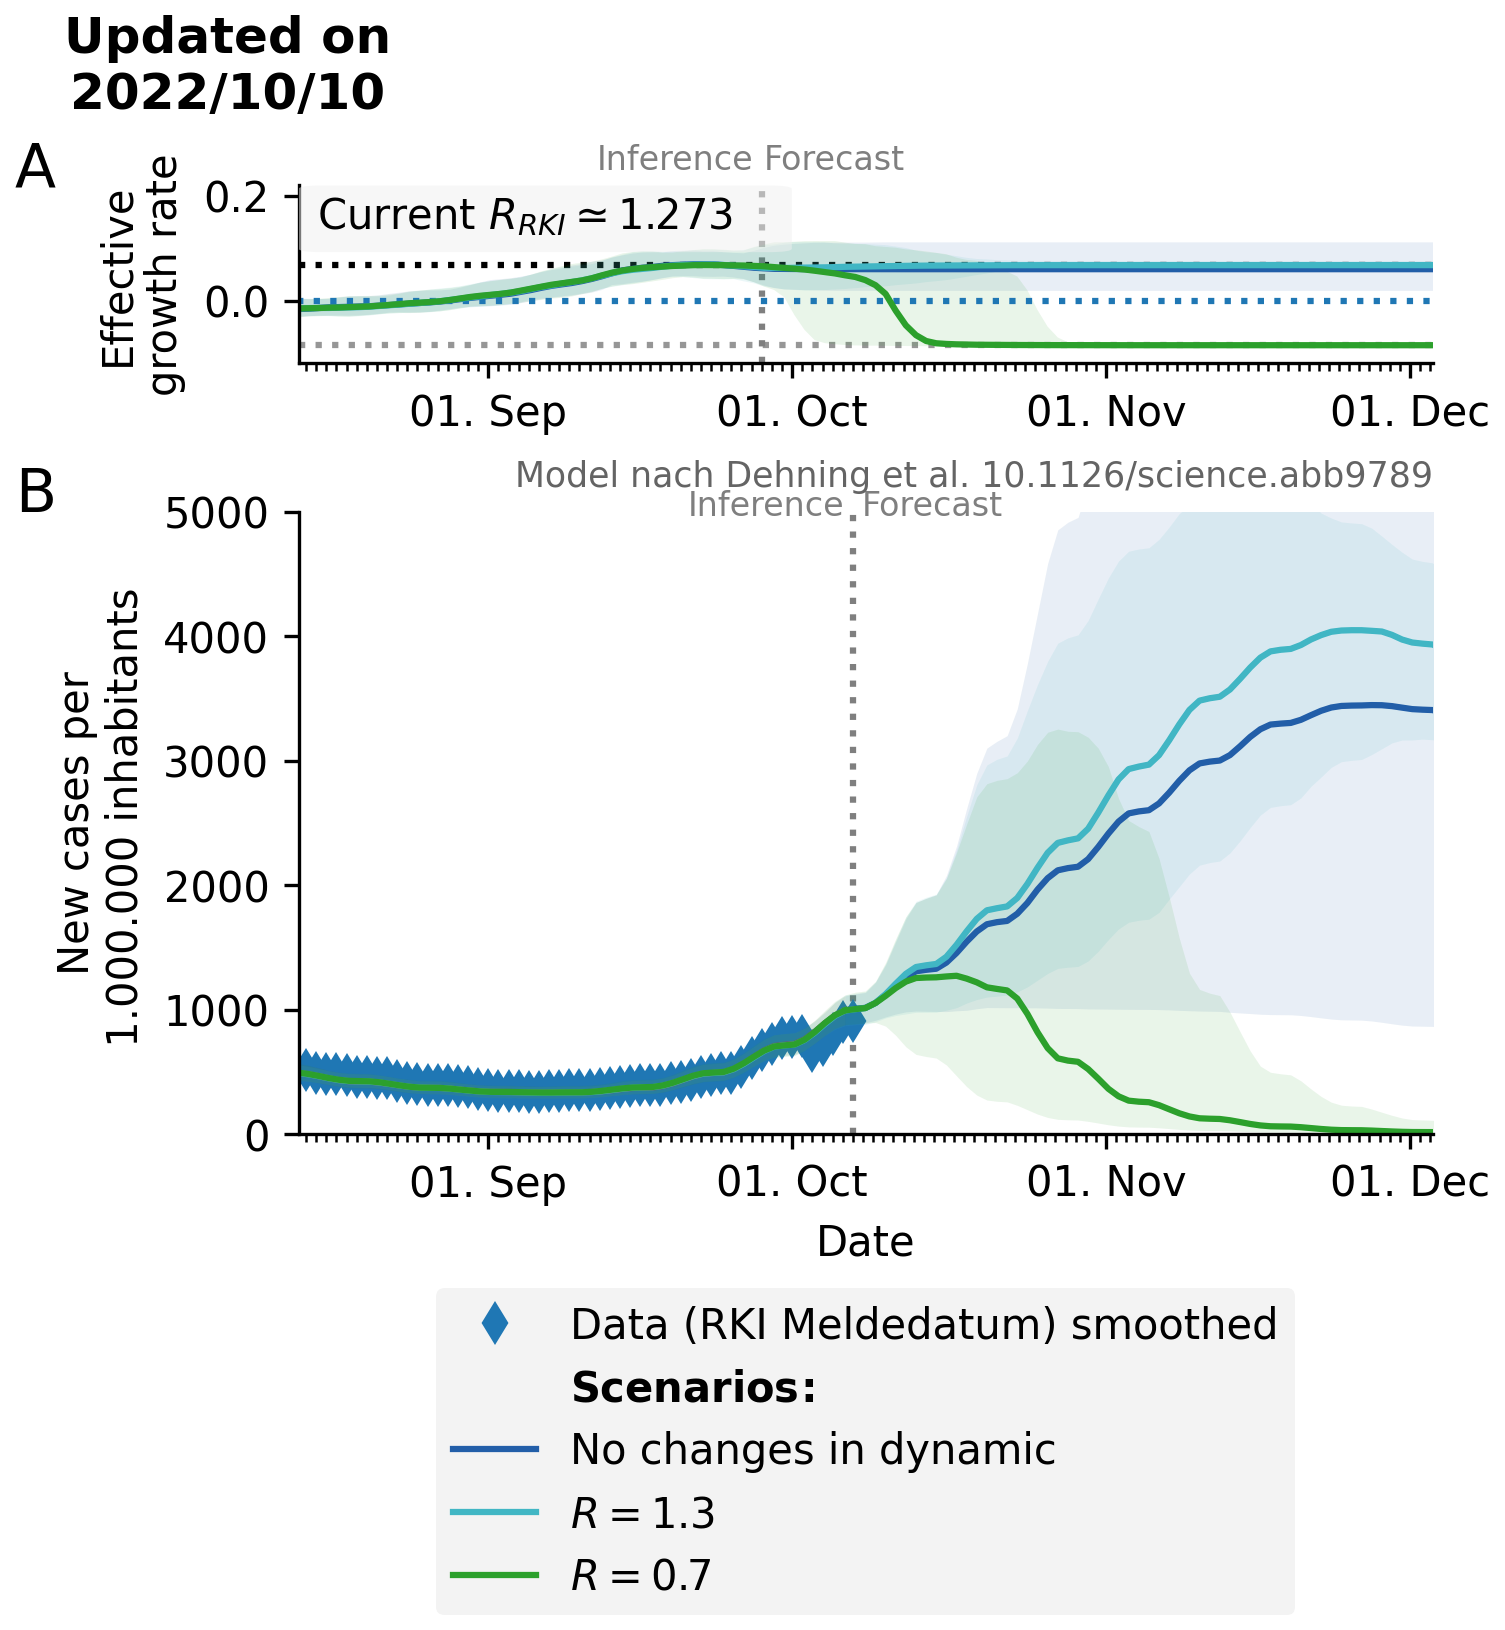 Updated on
2022/10/10
A
Inference Forecast
Effective
growth rate
0.2
0.0
Current R_RKI ≃ 1.273
01. Sep 01. Oct 01. Nov 01. Dec
B
Model nach Dehning et al. 10.1126/science.abb9789
Inference Forecast
New cases per
1.000.000 inhabitants
5000
4000
3000
2000
1000
0
01. Sep 01. Oct 01. Nov 01. Dec
Date
Data (RKI Meldedatum) smoothed
Scenarios:
No changes in dynamic
R = 1.3
R = 0.7